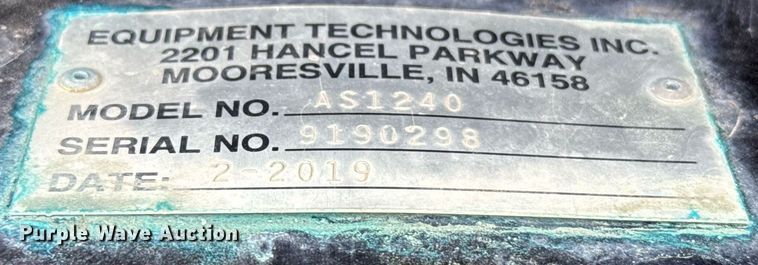 EQUIPMENT TECHNOLOGIES INC.
2201 HANCEL PARKWAY
MOORESVILLE, IN 46158
MODEL NO. AS1240
SERIAL NO. 9190298
DATE: 2-2019
Purple Wave Auction